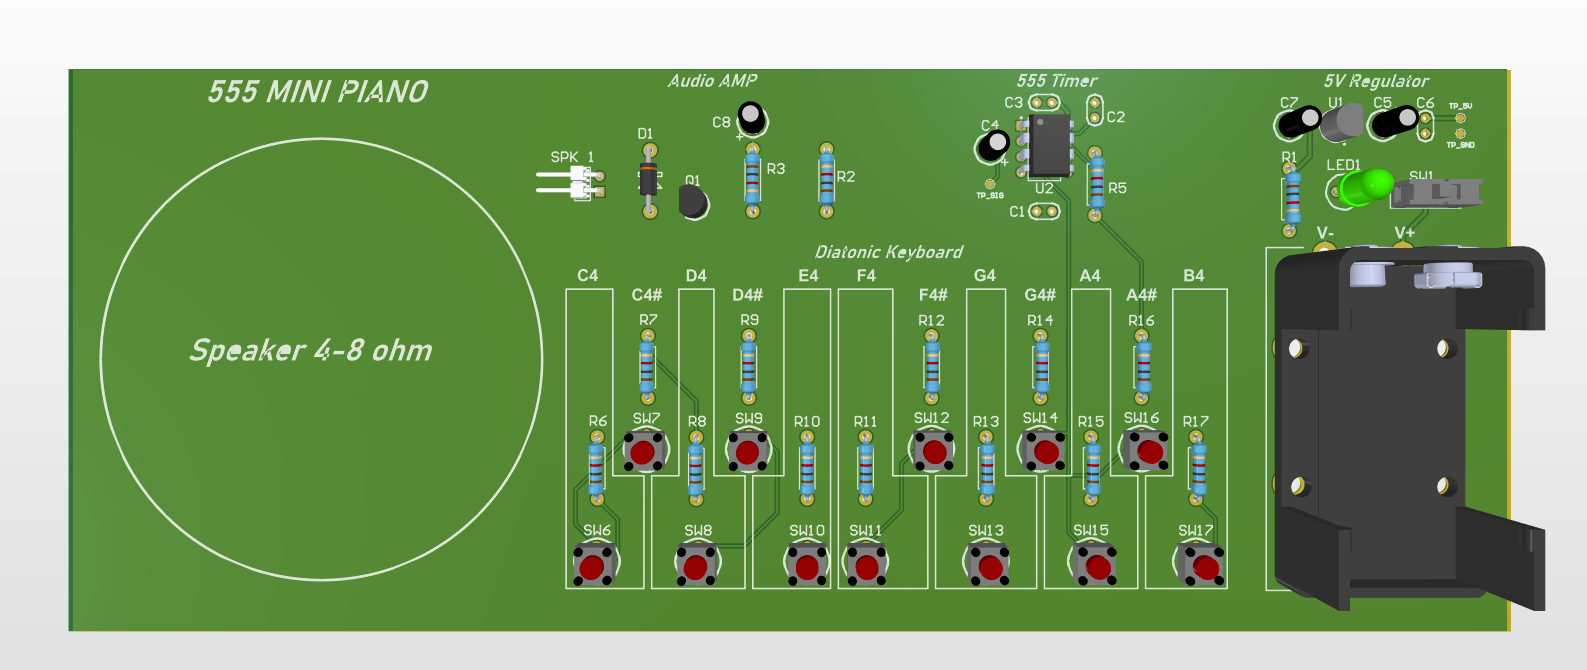 555 MINI PIANO
Audio AMP
555 Timer
5V Regulator
C8
C3
C2
C4
C7
U1
C5
C6
TP_5V
TP_GND
D1
SPK 1
Q1
R3
R2
TP_SIG
U2
R5
C1
R1
LED1
SW1
V-
V+
Diatonic Keyboard
C4
D4
E4
F4
G4
A4
B4
C4#
D4#
F4#
G4#
A4#
R7
R9
R12
R14
R16
Speaker 4-8 ohm
SW7
SW9
SW12
SW14
SW16
R6
R8
R10
R11
R13
R15
R17
SW6
SW8
SW10
SW11
SW13
SW15
SW17